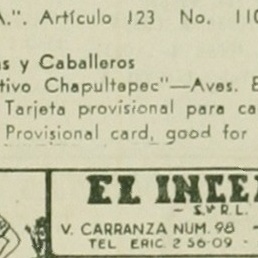 A.". Artículo 123 No. 110
s y Caballeros
tivo Chapultepec"—Aves. E
Tarjeta provisional para ca
Provisional card, good for
EL INCE
S. y R. L.
V. CARRANZA NUM. 98 -
TEL ERIC. 2 56-09 -